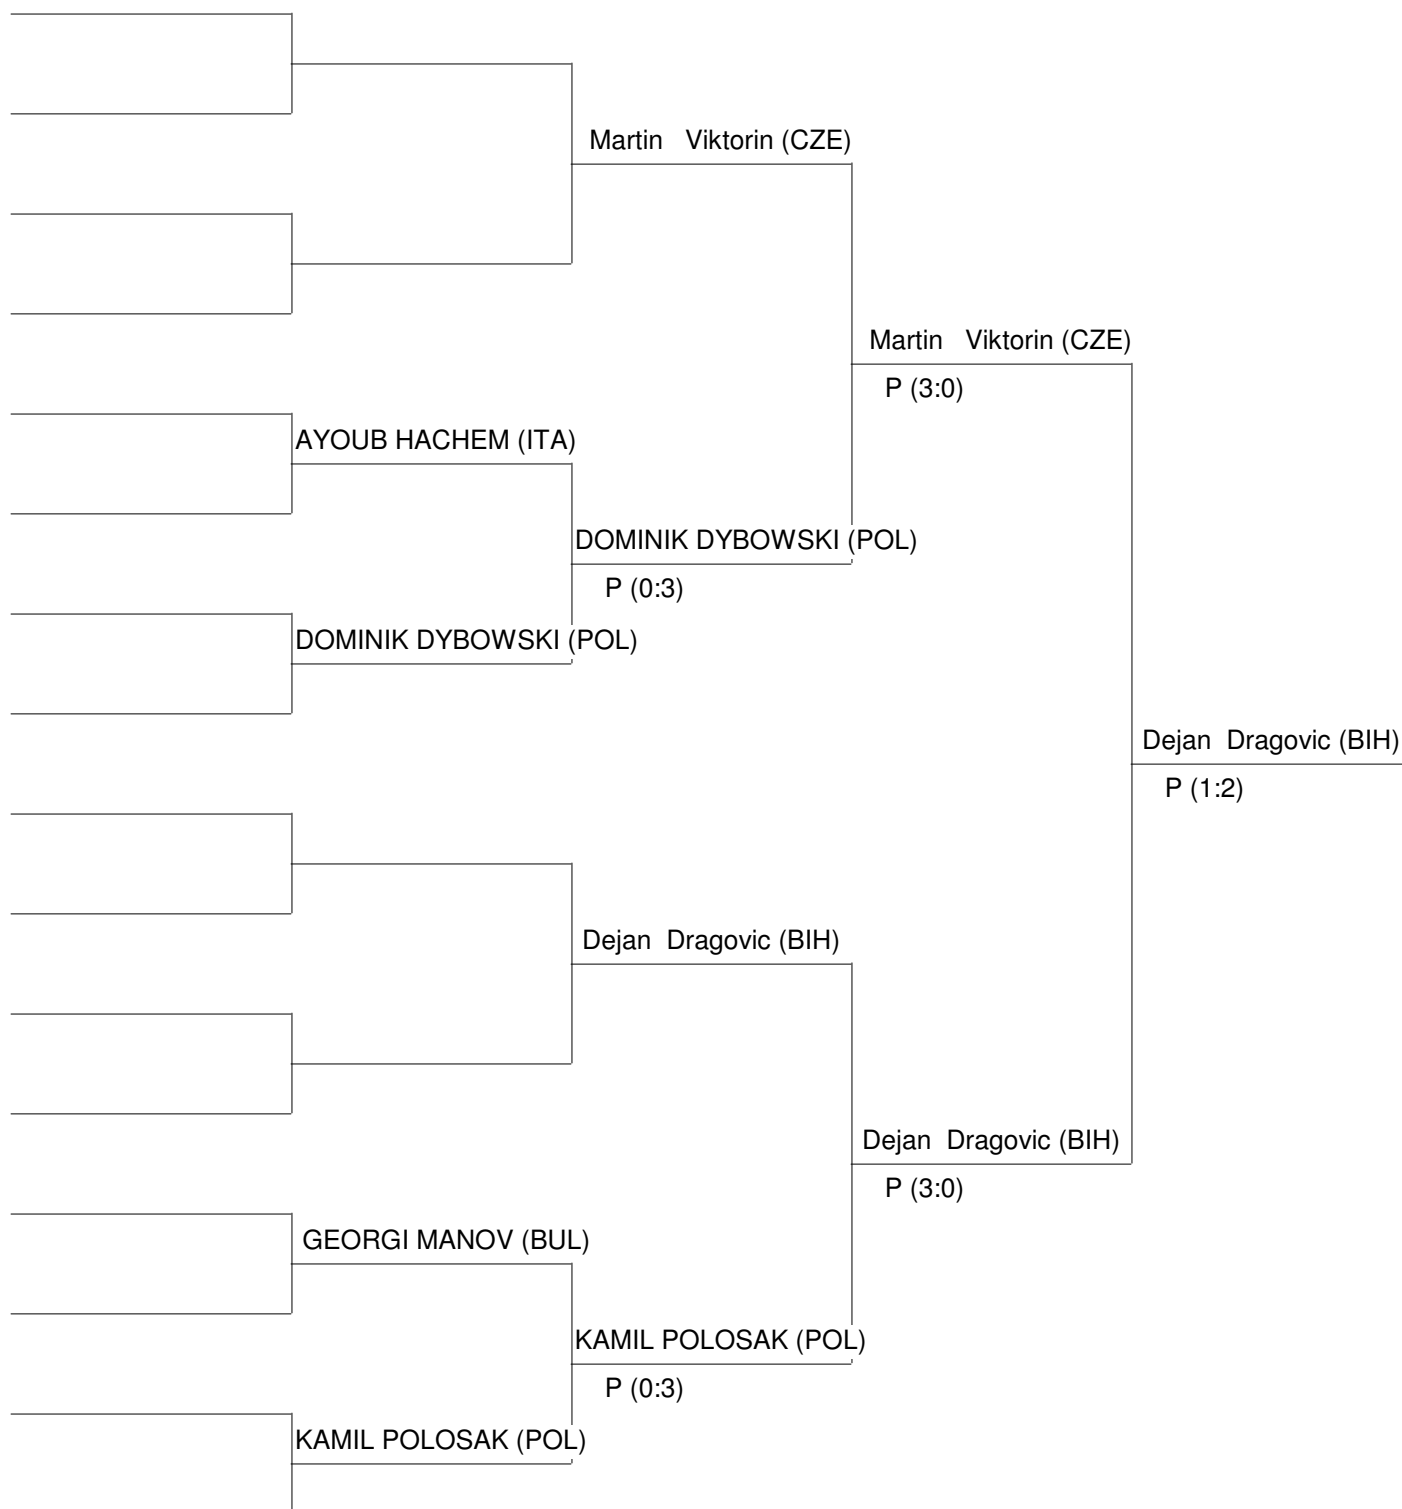 Martin Viktorin (CZE)
Martin Viktorin (CZE)
P (3:0)
AYOUB HACHEM (ITA)
DOMINIK DYBOWSKI (POL)
P (0:3)
DOMINIK DYBOWSKI (POL)
Dejan Dragovic (BIH)
P (1:2)
Dejan Dragovic (BIH)
Dejan Dragovic (BIH)
P (3:0)
GEORGI MANOV (BUL)
KAMIL POLOSAK (POL)
P (0:3)
KAMIL POLOSAK (POL)